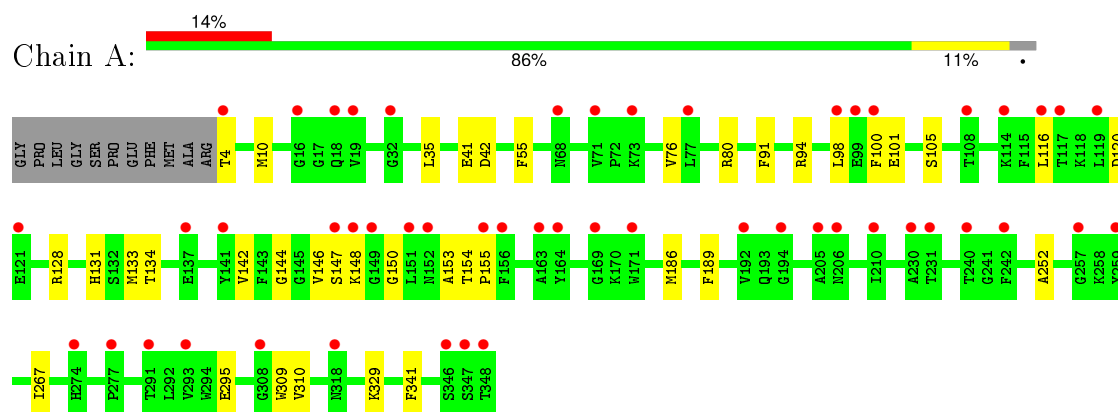 14%
Chain A:
86% 11% •
GLY PRO LEU GLY SER PRO GLU PHE MET ALA ARG T4 M10 G16 G17 Q18 V19 G32 L35 E41 D42 F55 N68 V71 P72 K73 V76 L77 R80 F91 R94 L98 E99 F100 E101 S105 T108 K114 F115 L116 T117 K118 L119 D120
E121 R128 H131 S132 M133 T134 E137 Y141 V142 F143 G144 G145 V146 S147 K148 G149 G150 L151 N152 A153 T154 P155 F156 A163 Y164 G169 K170 W171 M186 F189 V192 Q193 G194 A205 N206 I210 A230 T231 T240 G241 F242 A252 G257 K258 Y259
I267 H274 P277 T291 L292 V293 W294 E295 G308 W309 V310 N318 K329 F341 S346 S347 T348